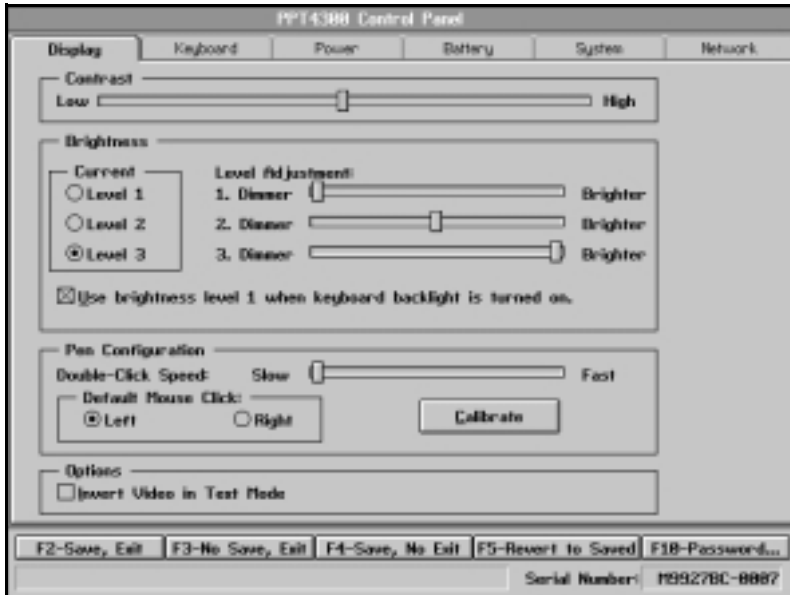 PPT4300 Control Panel
Display Keyboard Power Battery System Network
Contrast
Low High
Brightness
Current Level Adjustment:
Level 1 1. Dimmer Brighter
Level 2 2. Dimmer Brighter
Level 3 3. Dimmer Brighter
Use brightness level 1 when keyboard backlight is turned on.
Pen Configuration
Double-Click Speed: Slow Fast
Default Mouse Click:
Left Right Calibrate
Options
Invert Video in Text Mode
F2-Save, Exit F3-No Save, Exit F4-Save, No Exit F5-Revert to Saved F10-Password...
Serial Number: M9927BC-0007